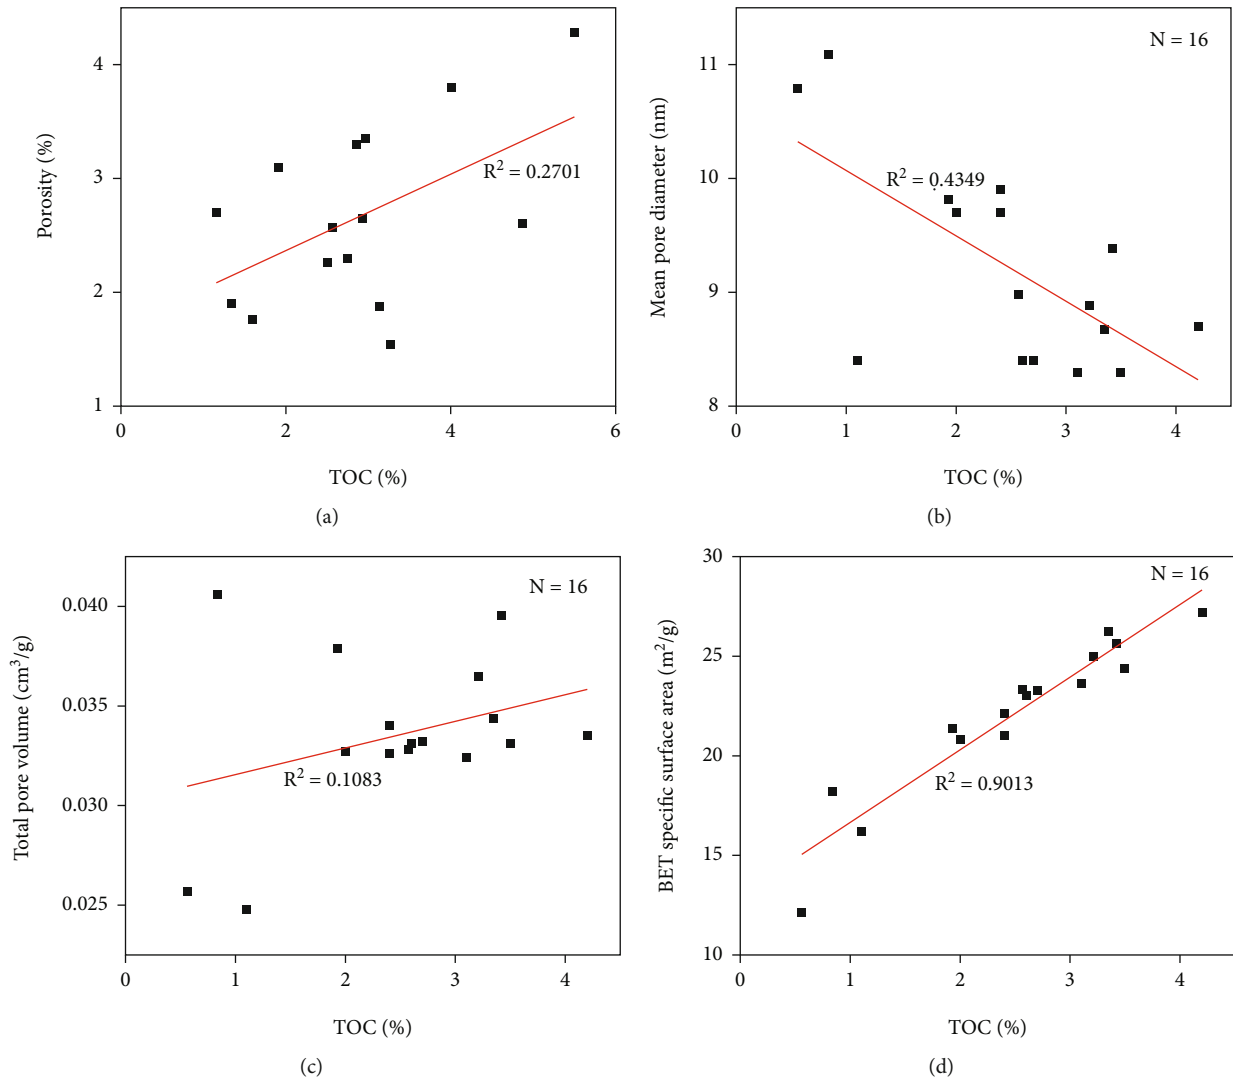 4
3
2
1
0
2
4
6
Porosity (%)
R² = 0.2701
TOC (%)
(a)
N = 16
11
10
9
8
0
1
2
3
4
Mean pore diameter (nm)
R² = 0.4349
TOC (%)
(b)
N = 16
0.040
0.035
0.030
0.025
0
1
2
3
4
Total pore volume (cm³/g)
R² = 0.1083
TOC (%)
(c)
N = 16
30
25
20
15
10
0
1
2
3
4
BET specific surface area (m²/g)
R² = 0.9013
TOC (%)
(d)